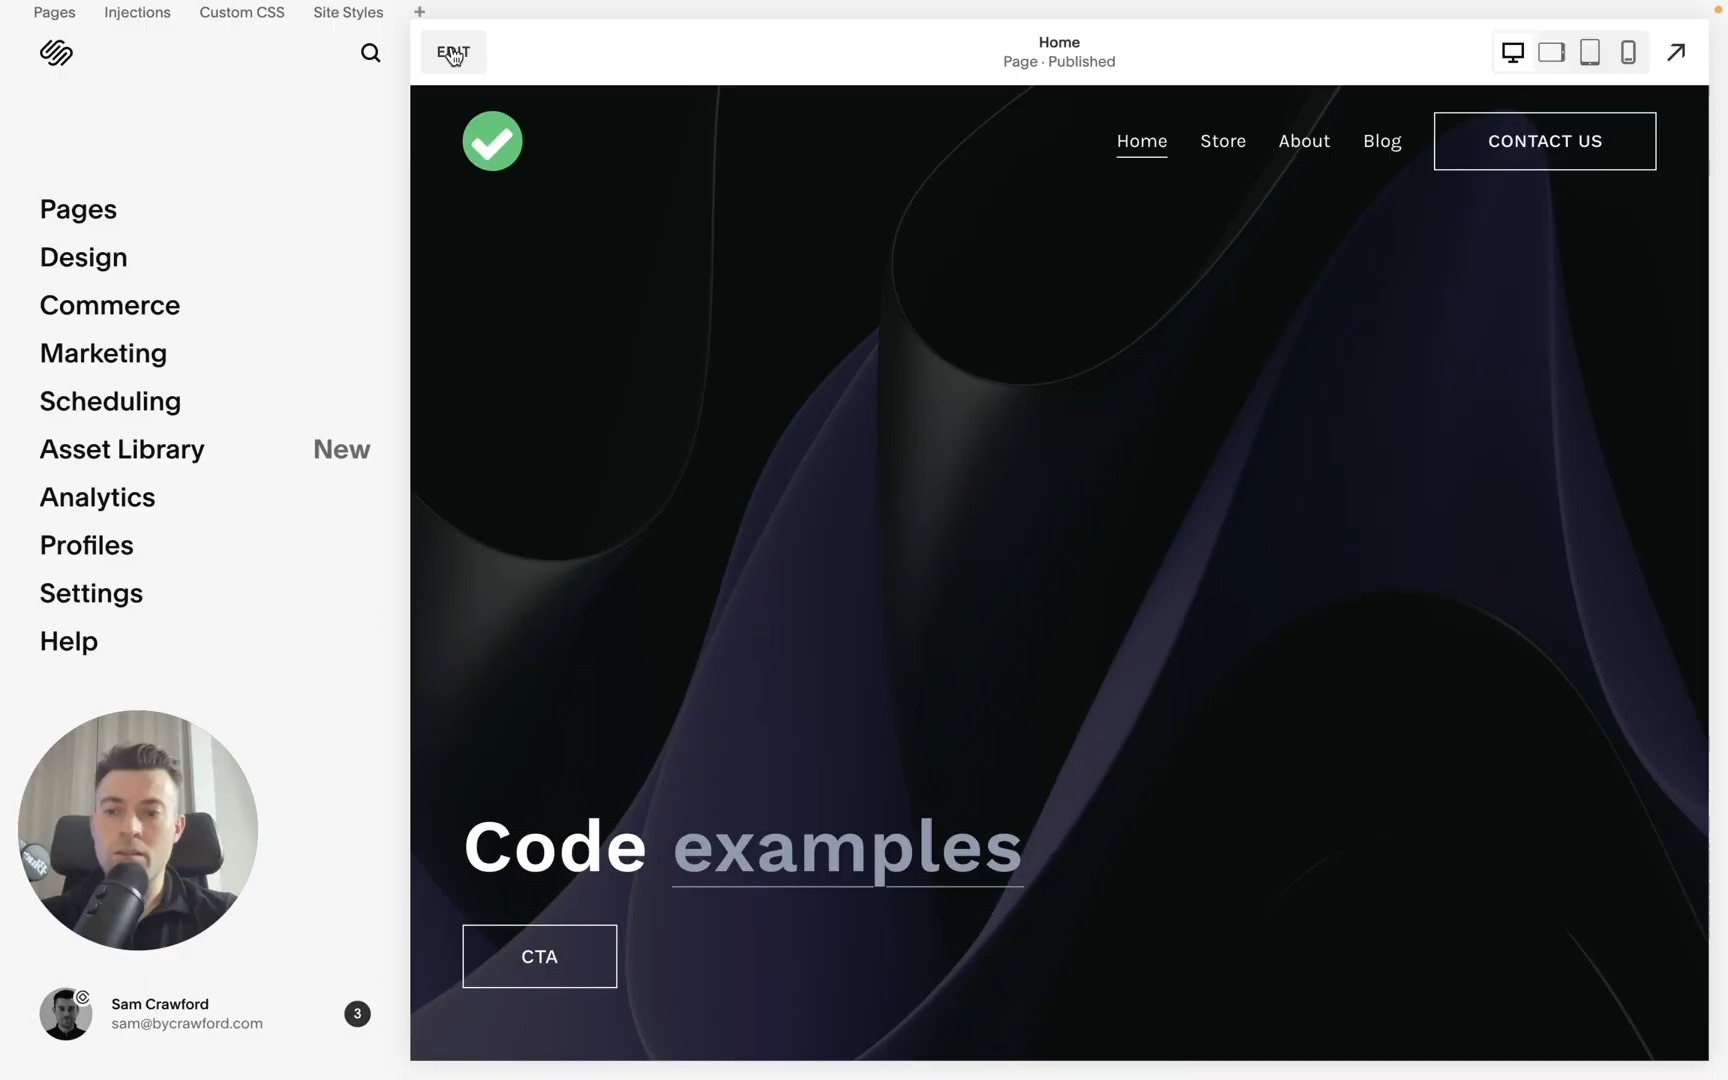 Pages Injections Custom CSS Site Styles +
EDIT
Home
Page · Published
Home Store About Blog CONTACT US
Pages
Design
Commerce
Marketing
Scheduling
Asset Library New
Analytics
Profiles
Settings
Help
Code examples
CTA
Sam Crawford
sam@bycrawford.com
3